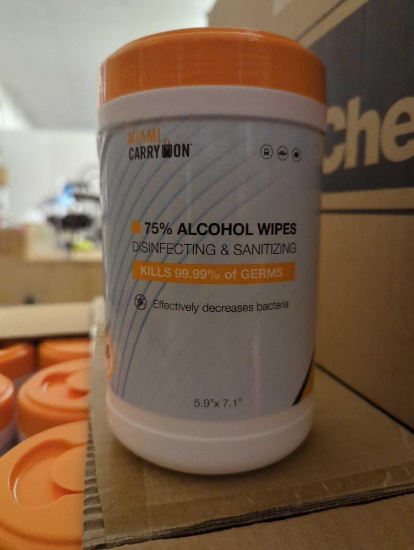 MIAMI
CARRY ON™
75% ALCOHOL WIPES
DISINFECTING & SANITIZING
KILLS 99.99% of GERMS
Effectively decreases bacteria
5.9"x 7.1"
Che